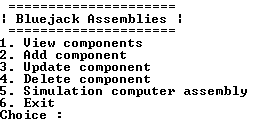 ======================
| Bluejack Assemblies |
======================
1. View components
2. Add component
3. Update component
4. Delete component
5. Simulation computer assembly
6. Exit
Choice :